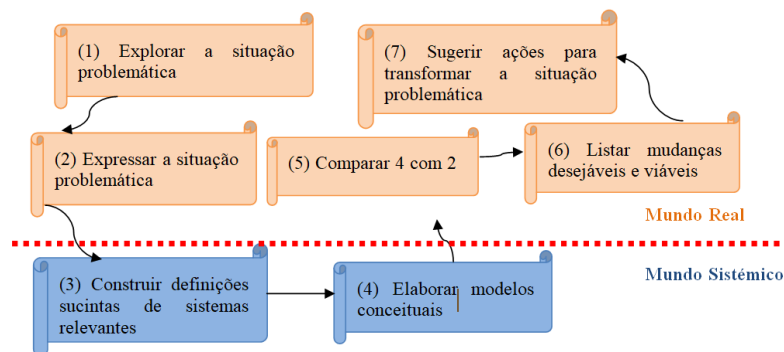 (1) Explorar a situação
problemática
(7) Sugerir ações para
transformar a situação
problemática
(2) Expressar a situação
problemática
(5) Comparar 4 com 2
(6) Listar mudanças
desejáveis e viáveis
Mundo Real
(3) Construir definições
sucintas de sistemas
relevantes
(4) Elaborar modelos
conceituais
Mundo Sistémico